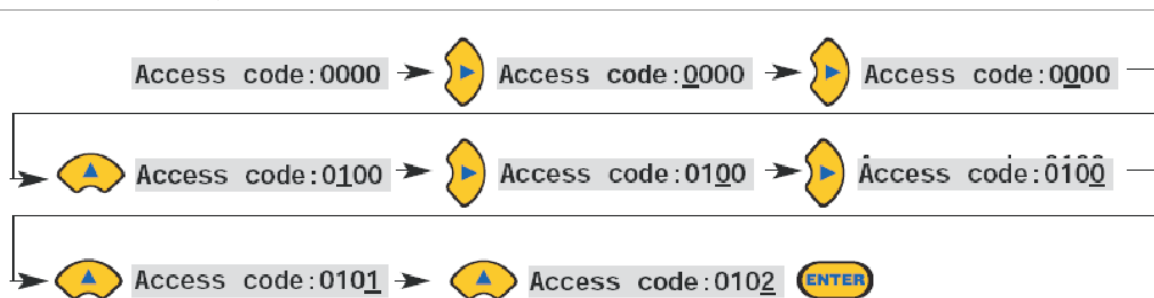 Access code:0000 Access code:0000 Access code:0000
Access code:0100 Access code:0100 Access code:0100
Access code:0101 Access code:0102 ENTER